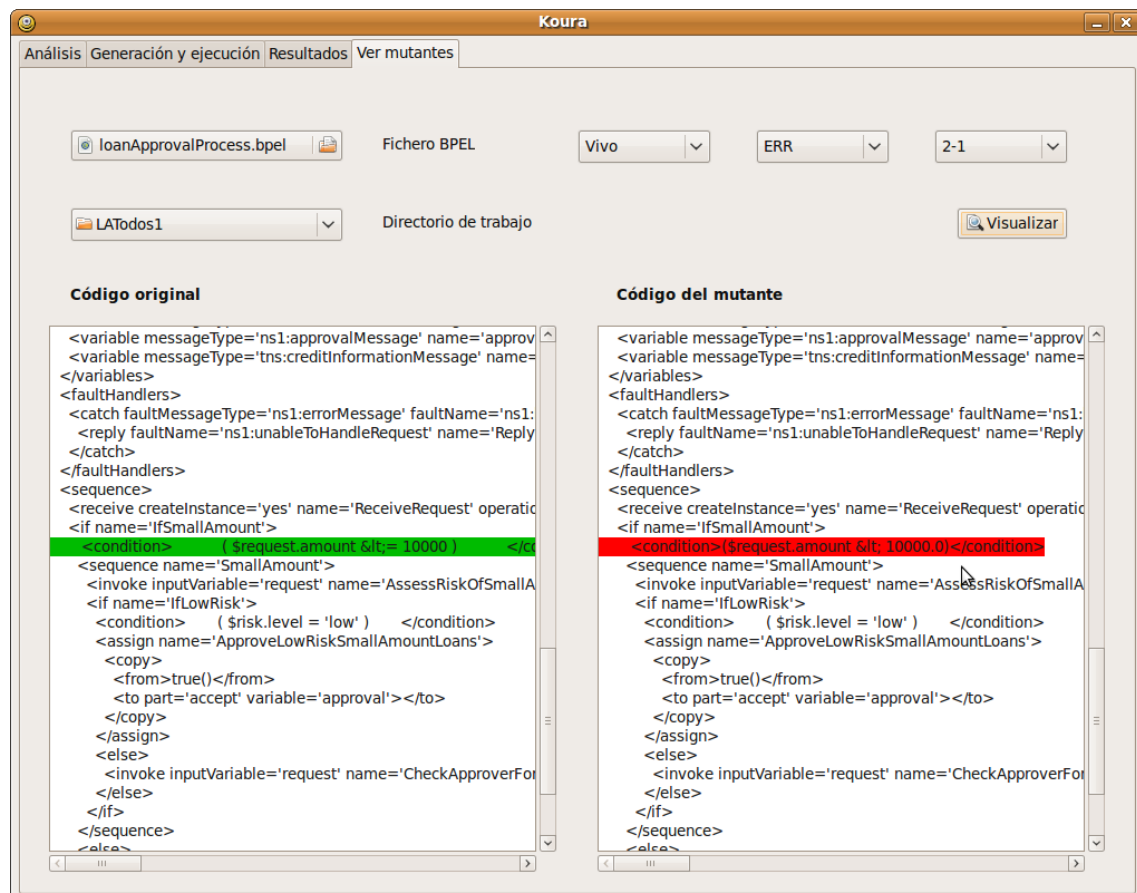 Koura
Análisis Generación y ejecución Resultados Ver mutantes
loanApprovalProcess.bpel Fichero BPEL Vivo ERR 2-1
LATodos1 Directorio de trabajo Visualizar
Código original
<variable messageType='ns1:approvalMessage' name='approv
<variable messageType='tns:creditInformationMessage' name=
</variables>
<faultHandlers>
<catch faultMessageType='ns1:errorMessage' faultName='ns1:
<reply faultName='ns1:unableToHandleRequest' name='Reply
</catch>
</faultHandlers>
<sequence>
<receive createInstance='yes' name='ReceiveRequest' operatio
<if name='IfSmallAmount'>
<condition> ( $request.amount &lt;= 10000 ) </co
<sequence name='SmallAmount'>
<invoke inputVariable='request' name='AssessRiskOfSmallA
<if name='IfLowRisk'>
<condition> ( $risk.level = 'low' ) </condition>
<assign name='ApproveLowRiskSmallAmountLoans'>
<copy>
<from>true()</from>
<to part='accept' variable='approval'></to>
</copy>
</assign>
<else>
<invoke inputVariable='request' name='CheckApproverFor
</else>
</if>
</sequence>
<else>
Código del mutante
<variable messageType='ns1:approvalMessage' name='approv
<variable messageType='tns:creditInformationMessage' name=
</variables>
<faultHandlers>
<catch faultMessageType='ns1:errorMessage' faultName='ns1:
<reply faultName='ns1:unableToHandleRequest' name='Reply
</catch>
</faultHandlers>
<sequence>
<receive createInstance='yes' name='ReceiveRequest' operatio
<if name='IfSmallAmount'>
<condition>($request.amount &lt; 10000.0)</condition>
<sequence name='SmallAmount'>
<invoke inputVariable='request' name='AssessRiskOfSmallA
<if name='IfLowRisk'>
<condition> ( $risk.level = 'low' ) </condition>
<assign name='ApproveLowRiskSmallAmountLoans'>
<copy>
<from>true()</from>
<to part='accept' variable='approval'></to>
</copy>
</assign>
<else>
<invoke inputVariable='request' name='CheckApproverFor
</else>
</if>
</sequence>
<else>